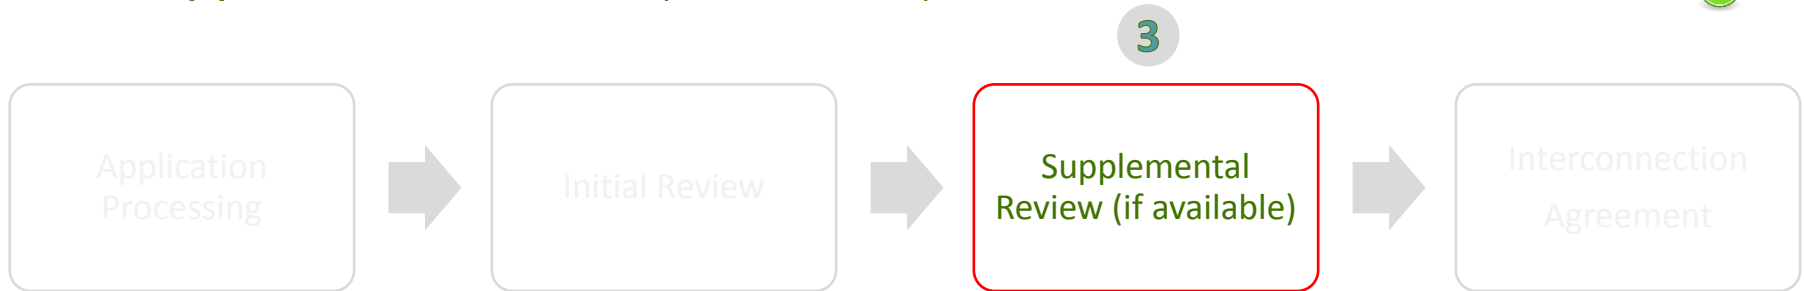 3
Application
Processing
Initial Review
Supplemental
Review (if available)
Interconnection
Agreement